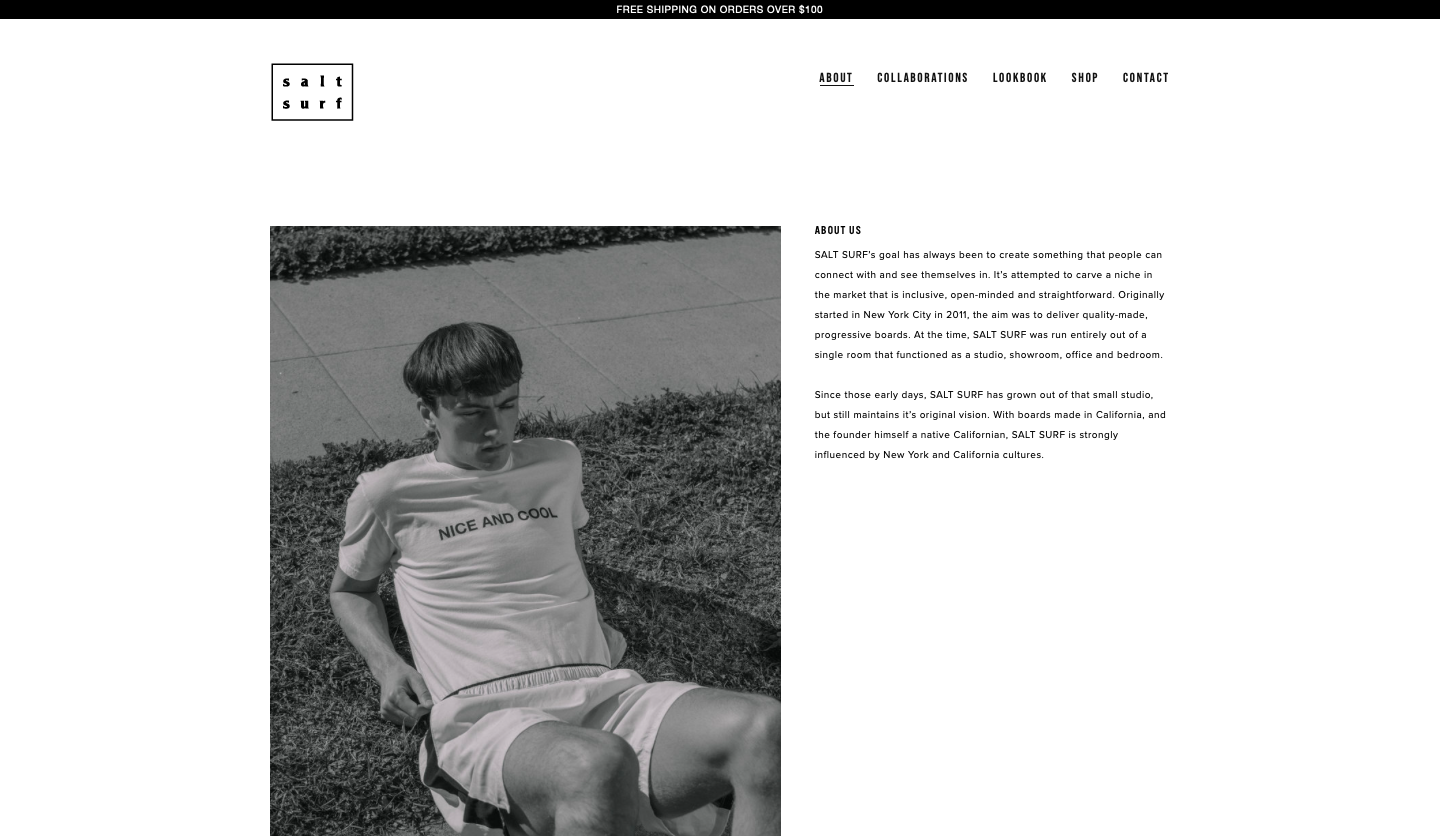 FREE SHIPPING ON ORDERS OVER $100
salt
surf
ABOUT COLLABORATIONS LOOKBOOK SHOP CONTACT
NICE AND COOL
ABOUT US
SALT SURF's goal has always been to create something that people can
connect with and see themselves in. It's attempted to carve a niche in
the market that is inclusive, open-minded and straightforward. Originally
started in New York City in 2011, the aim was to deliver quality-made,
progressive boards. At the time, SALT SURF was run entirely out of a
single room that functioned as a studio, showroom, office and bedroom.
Since those early days, SALT SURF has grown out of that small studio,
but still maintains it's original vision. With boards made in California, and
the founder himself a native Californian, SALT SURF is strongly
influenced by New York and California cultures.